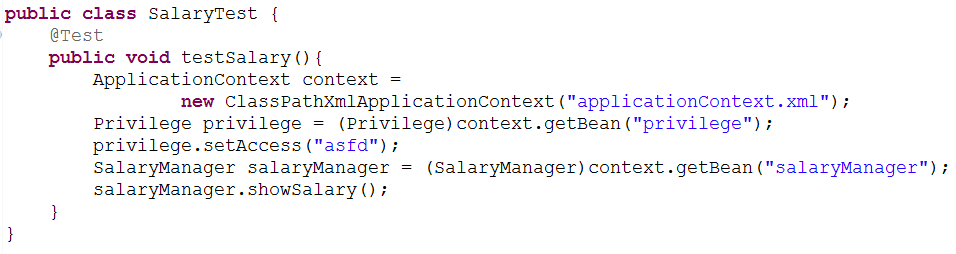 public class SalaryTest {
@Test
public void testSalary(){
ApplicationContext context =
new ClassPathXmlApplicationContext("applicationContext.xml");
Privilege privilege = (Privilege)context.getBean("privilege");
privilege.setAccess("asfd");
SalaryManager salaryManager = (SalaryManager)context.getBean("salaryManager");
salaryManager.showSalary();
}
}